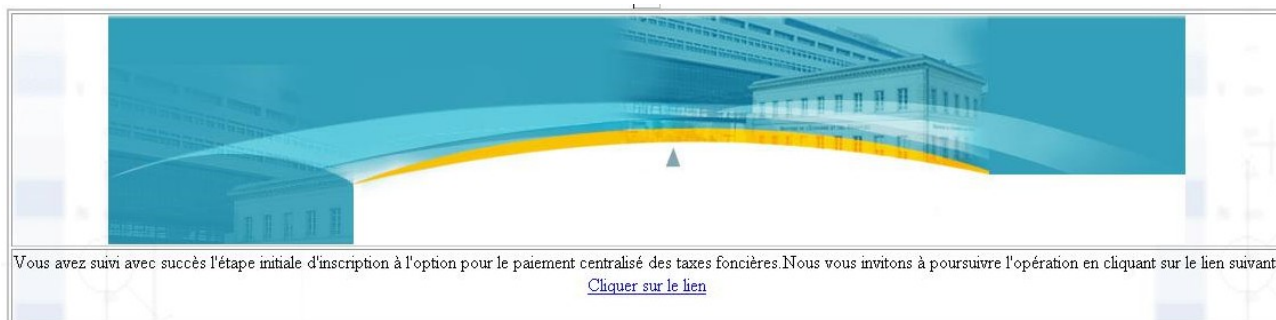 Vous avez suivi avec succès l'étape initiale d'inscription à l'option pour le paiement centralisé des taxes foncières.Nous vous invitons à poursuivre l'opération en cliquant sur le lien suivant
Cliquer sur le lien